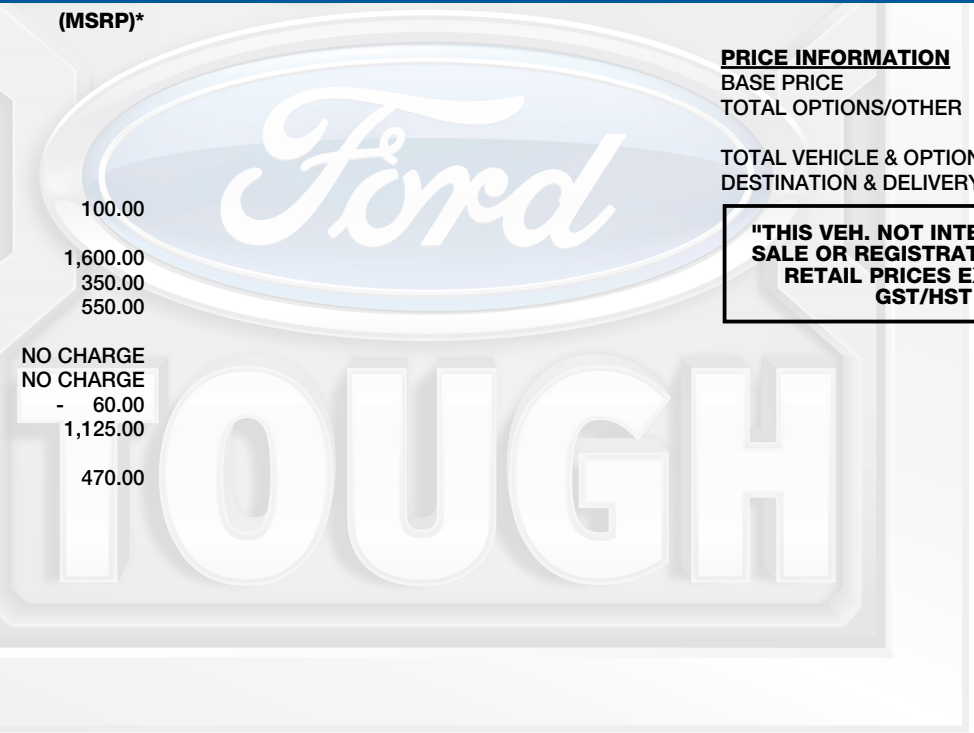 (MSRP)*
100.00
1,600.00
350.00
550.00
NO CHARGE
NO CHARGE
- 60.00
1,125.00
470.00
PRICE INFORMATION
BASE PRICE
TOTAL OPTIONS/OTHER
TOTAL VEHICLE & OPTION
DESTINATION & DELIVERY
"THIS VEH. NOT INTE
SALE OR REGISTRAT
RETAIL PRICES EX
GST/HST
Ford
TOUGH